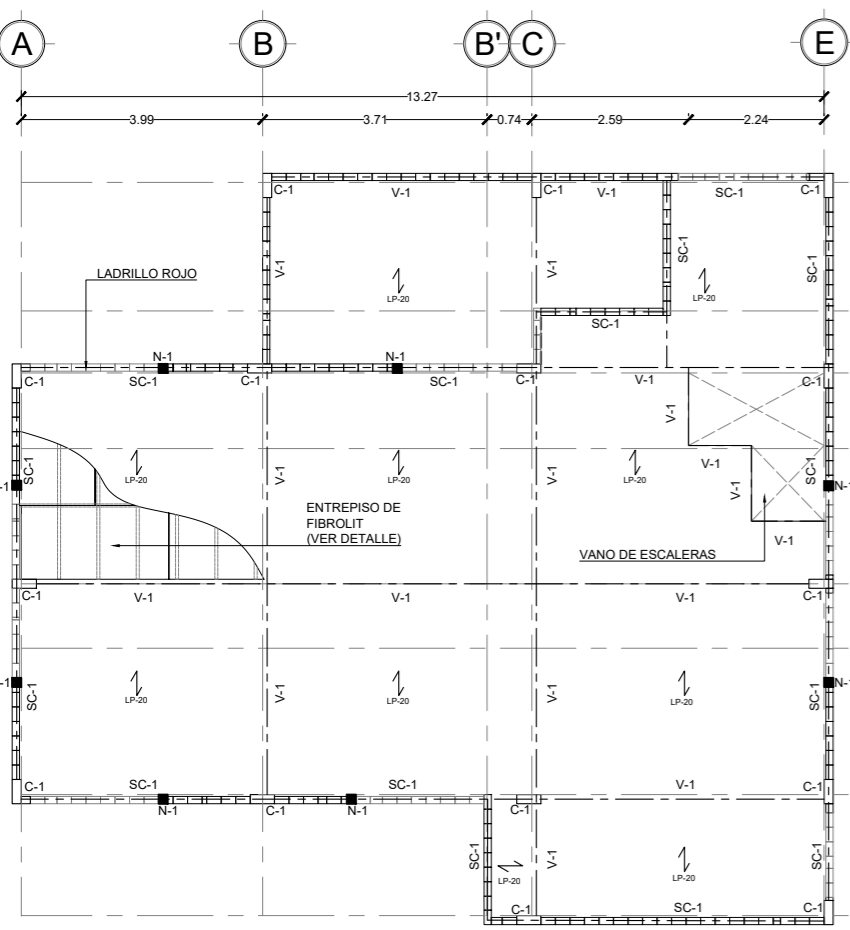 A
B
B'
C
E
13.27
3.99
3.71
0.74
2.59
2.24
C-1
V-1
C-1
V-1
SC-1
C-1
V-1
V-1
SC-1
SC-1
LP-20
LP-20
LADRILLO ROJO
SC-1
N-1
N-1
C-1
SC-1
C-1
SC-1
C-1
V-1
C-1
V-1
SC-1
V-1
V-1
V-1
SC-1
LP-20
LP-20
LP-20
-1
V-1
N-
ENTREPISO DE
FIBROLIT
(VER DETALLE)
VANO DE ESCALERAS
V-1
C-1
V-1
V-1
V-1
C-1
-1
SC-1
V-1
V-1
SC-1
N-
LP-20
LP-20
LP-20
C-1
SC-1
SC-1
V-1
C-1
N-1
C-1
N-1
C-1
SC-1
V-1
SC-1
LP-20
LP-20
C-1
SC-1
C-1